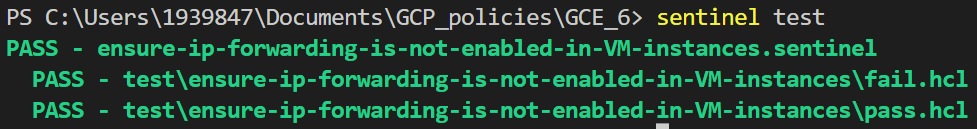 PS C:\Users\1939847\Documents\GCP_policies\GCE_6> sentinel test
PASS - ensure-ip-forwarding-is-not-enabled-in-VM-instances.sentinel
  PASS - test\ensure-ip-forwarding-is-not-enabled-in-VM-instances\fail.hcl
  PASS - test\ensure-ip-forwarding-is-not-enabled-in-VM-instances\pass.hcl